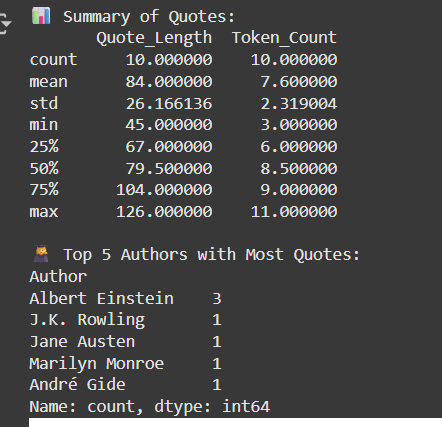 📊 Summary of Quotes:
       Quote_Length  Token_Count
count     10.000000    10.000000
mean      84.000000     7.600000
std       26.166136     2.319004
min       45.000000     3.000000
25%       67.000000     6.000000
50%       79.500000     8.500000
75%      104.000000     9.000000
max      126.000000    11.000000

🙇‍♀️ Top 5 Authors with Most Quotes:
Author
Albert Einstein    3
J.K. Rowling       1
Jane Austen        1
Marilyn Monroe     1
André Gide         1
Name: count, dtype: int64